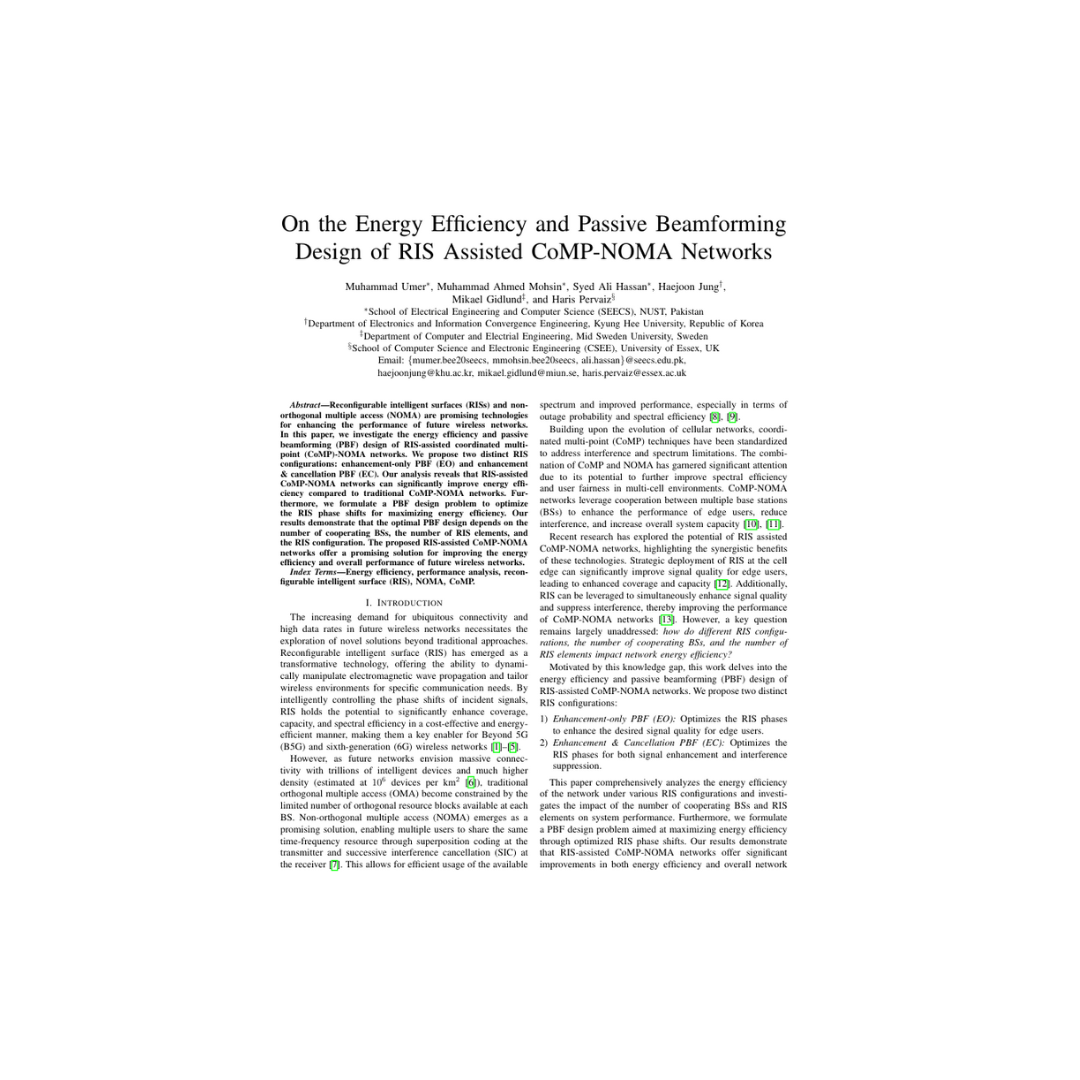 On the Energy Efficiency and Passive Beamforming
Design of RIS Assisted CoMP-NOMA Networks
Muhammad Umer*, Muhammad Ahmed Mohsin*, Syed Ali Hassan*, Haejoon Jung†,
Mikael Gidlund‡, and Haris Pervaiz§
*School of Electrical Engineering and Computer Science (SEECS), NUST, Pakistan
†Department of Electronics and Information Convergence Engineering, Kyung Hee University, Republic of Korea
‡Department of Computer and Electrial Engineering, Mid Sweden University, Sweden
§School of Computer Science and Electronic Engineering (CSEE), University of Essex, UK
Email: {mumer.bee20seecs, mmohsin.bee20seecs, ali.hassan}@seecs.edu.pk,
haejoonjung@khu.ac.kr, mikael.gidlund@miun.se, haris.pervaiz@essex.ac.uk
Abstract—Reconfigurable intelligent surfaces (RISs) and non-
orthogonal multiple access (NOMA) are promising technologies
for enhancing the performance of future wireless networks.
In this paper, we investigate the energy efficiency and passive
beamforming (PBF) design of RIS-assisted coordinated multi-
point (CoMP)-NOMA networks. We propose two distinct RIS
configurations: enhancement-only PBF (EO) and enhancement
& cancellation PBF (EC). Our analysis reveals that RIS-assisted
CoMP-NOMA networks can significantly improve energy effi-
ciency compared to traditional CoMP-NOMA networks. Fur-
thermore, we formulate a PBF design problem to optimize
the RIS phase shifts for maximizing energy efficiency. Our
results demonstrate that the optimal PBF design depends on the
number of cooperating BSs, the number of RIS elements, and
the RIS configuration. The proposed RIS-assisted CoMP-NOMA
networks offer a promising solution for improving the energy
efficiency and overall performance of future wireless networks.
Index Terms—Energy efficiency, performance analysis, recon-
figurable intelligent surface (RIS), NOMA, CoMP.
I. INTRODUCTION
The increasing demand for ubiquitous connectivity and
high data rates in future wireless networks necessitates the
exploration of novel solutions beyond traditional approaches.
Reconfigurable intelligent surface (RIS) has emerged as a
transformative technology, offering the ability to dynami-
cally manipulate electromagnetic wave propagation and tailor
wireless environments for specific communication needs. By
intelligently controlling the phase shifts of incident signals,
RIS holds the potential to significantly enhance coverage,
capacity, and spectral efficiency in a cost-effective and energy-
efficient manner, making them a key enabler for Beyond 5G
(B5G) and sixth-generation (6G) wireless networks [1]–[5].
However, as future networks envision massive connec-
tivity with trillions of intelligent devices and much higher
density (estimated at 10⁶ devices per km² [6]), traditional
orthogonal multiple access (OMA) become constrained by the
limited number of orthogonal resource blocks available at each
BS. Non-orthogonal multiple access (NOMA) emerges as a
promising solution, enabling multiple users to share the same
time-frequency resource through superposition coding at the
transmitter and successive interference cancellation (SIC) at
the receiver [7]. This allows for efficient usage of the available
spectrum and improved performance, especially in terms of
outage probability and spectral efficiency [8], [9].
Building upon the evolution of cellular networks, coordi-
nated multi-point (CoMP) techniques have been standardized
to address interference and spectrum limitations. The combi-
nation of CoMP and NOMA has garnered significant attention
due to its potential to further improve spectral efficiency
and user fairness in multi-cell environments. CoMP-NOMA
networks leverage cooperation between multiple base stations
(BSs) to enhance the performance of edge users, reduce
interference, and increase overall system capacity [10], [11].
Recent research has explored the potential of RIS assisted
CoMP-NOMA networks, highlighting the synergistic benefits
of these technologies. Strategic deployment of RIS at the cell
edge can significantly improve signal quality for edge users,
leading to enhanced coverage and capacity [12]. Additionally,
RIS can be leveraged to simultaneously enhance signal quality
and suppress interference, thereby improving the performance
of CoMP-NOMA networks [13]. However, a key question
remains largely unaddressed: how do different RIS configu-
rations, the number of cooperating BSs, and the number of
RIS elements impact network energy efficiency?
Motivated by this knowledge gap, this work delves into the
energy efficiency and passive beamforming (PBF) design of
RIS-assisted CoMP-NOMA networks. We propose two distinct
RIS configurations:
1) Enhancement-only PBF (EO): Optimizes the RIS phases
to enhance the desired signal quality for edge users.
2) Enhancement & Cancellation PBF (EC): Optimizes the
RIS phases for both signal enhancement and interference
suppression.
This paper comprehensively analyzes the energy efficiency
of the network under various RIS configurations and investi-
gates the impact of the number of cooperating BSs and RIS
elements on system performance. Furthermore, we formulate
a PBF design problem aimed at maximizing energy efficiency
through optimized RIS phase shifts. Our results demonstrate
that RIS-assisted CoMP-NOMA networks offer significant
improvements in both energy efficiency and overall network